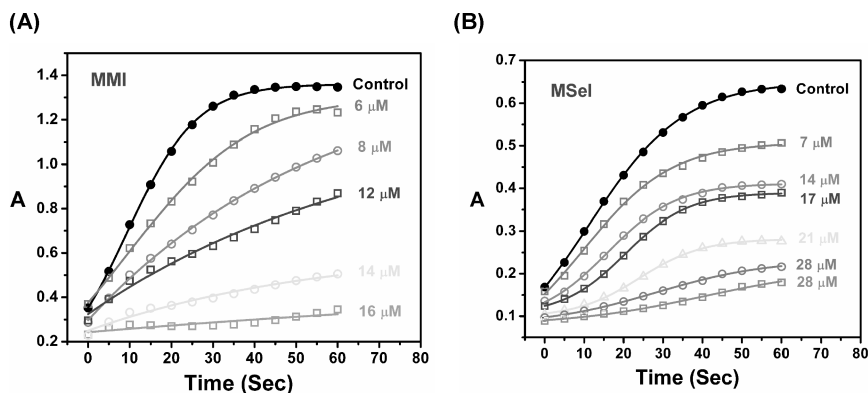 (A)
MMI
A
1.4
1.2
1.0
0.8
0.6
0.4
0.2
Control
6 μM
8 μM
12 μM
14 μM
16 μM
0 10 20 30 40 50 60 70 80
Time (Sec)
(B)
MSeI
A
0.7
0.6
0.5
0.4
0.3
0.2
0.1
Control
7 μM
14 μM
17 μM
21 μM
28 μM
28 μM
0 10 20 30 40 50 60 70 80
Time (Sec)